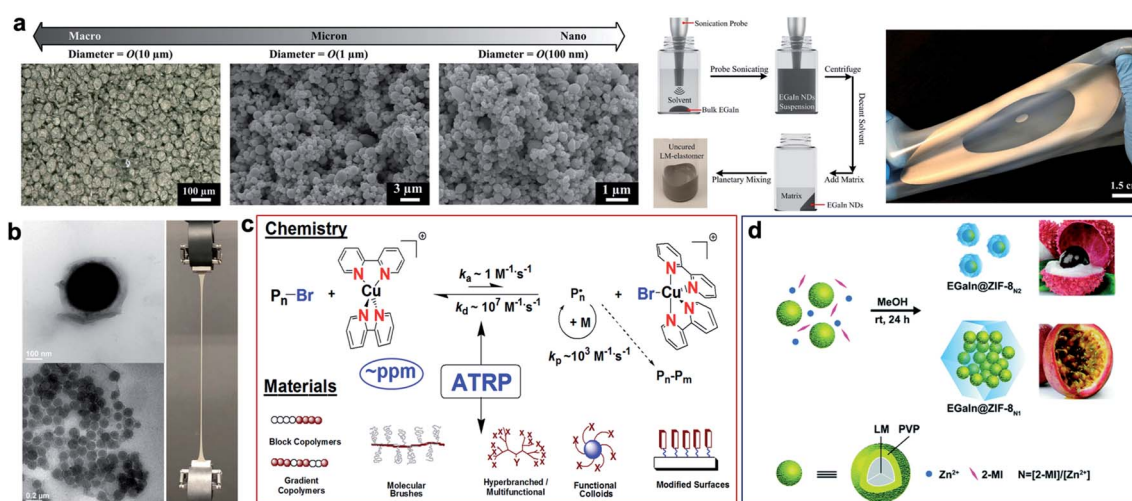 a
Macro
Micron
Nano
Diameter = O(10 µm)
Diameter = O(1 µm)
Diameter = O(100 nm)
100 µm
3 µm
1 µm
Sonication Probe
Solvent
Bulk EGaIn
Probe Sonicating
EGaIn NDs
Suspension
Centrifuge
Decant Solvent
Add Matrix
Matrix
EGaIn NDs
Planetary Mixing
Uncured
LM-elastomer
1.5 cm
b
100 nm
0.2 µm
c
Chemistry
Pn–Br + Cu N N N N +
ka ~ 1 M-1·s-1
kd ~ 10⁷ M-1·s-1
Pn• + Br–Cu N N N N +
+ M
kp ~10³ M-1·s-1
Pn-Pm
~ppm
ATRP
Materials
Block Copolymers
Gradient
Copolymers
Molecular
Brushes
X X X X X X X X Y
Hyperbranched /
Multifunctional
X X X X X X X X
Functional
Colloids
X X X X X
Modified Surfaces
d
MeOH
rt, 24 h
EGaIn@ZIF-8N2
EGaIn@ZIF-8N1
LM
PVP
Zn²⁺
2-MI
N=[2-MI]/[Zn²⁺]